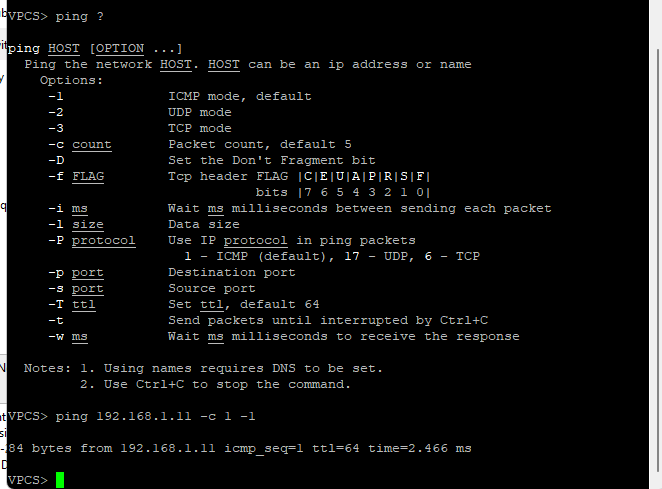 VPCS> ping ?
ping HOST [OPTION ...]
Ping the network HOST. HOST can be an ip address or name
Options:
-1 ICMP mode, default
-2 UDP mode
-3 TCP mode
-c count Packet count, default 5
-D Set the Don't Fragment bit
-f FLAG Tcp header FLAG |C|E|U|A|P|R|S|F|
bits |7 6 5 4 3 2 1 0|
-i ms Wait ms milliseconds between sending each packet
-l size Data size
-P protocol Use IP protocol in ping packets
1 - ICMP (default), 17 - UDP, 6 - TCP
-p port Destination port
-s port Source port
-T ttl Set ttl, default 64
-t Send packets until interrupted by Ctrl+C
-w ms Wait ms milliseconds to receive the response
Notes: 1. Using names requires DNS to be set.
2. Use Ctrl+C to stop the command.
VPCS> ping 192.168.1.11 -c 1 -1
84 bytes from 192.168.1.11 icmp_seq=1 ttl=64 time=2.466 ms
VPCS>